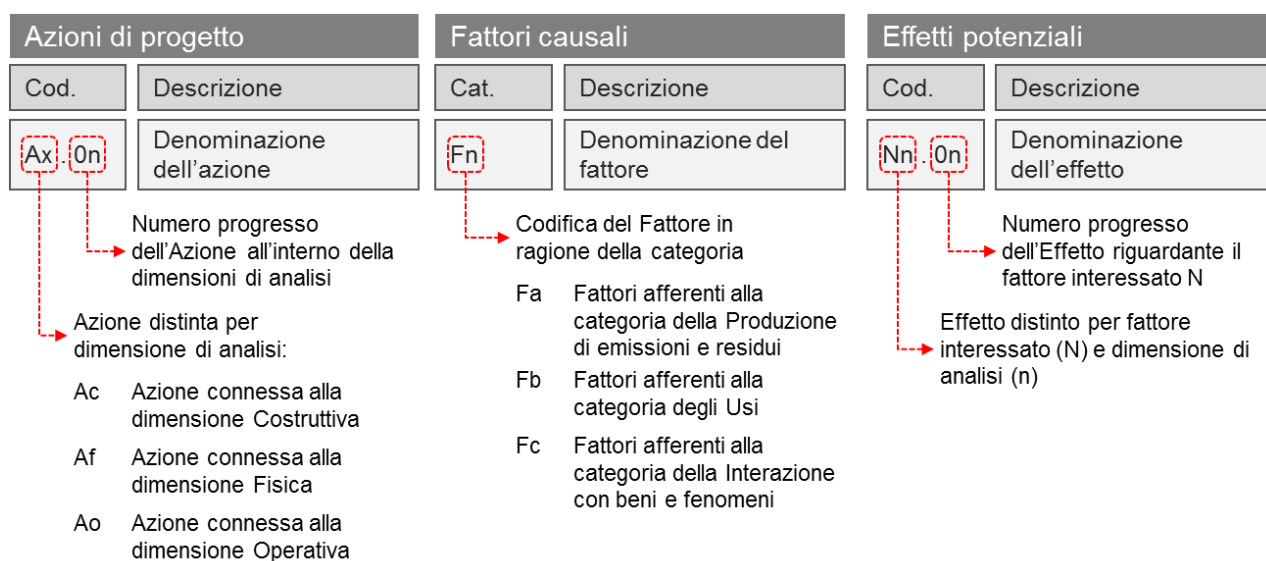 Azioni di progetto
Cod.
Descrizione
Ax . 0n
Denominazione
dell'azione
Numero progresso
dell'Azione all'interno della
dimensioni di analisi
Azione distinta per
dimensione di analisi:
Ac Azione connessa alla
dimensione Costruttiva
Af Azione connessa alla
dimensione Fisica
Ao Azione connessa alla
dimensione Operativa
Fattori causali
Cat.
Descrizione
Fn
Denominazione del
fattore
Codifica del Fattore in
ragione della categoria
Fa Fattori afferenti alla
categoria della Produzione
di emissioni e residui
Fb Fattori afferenti alla
categoria degli Usi
Fc Fattori afferenti alla
categoria della Interazione
con beni e fenomeni
Effetti potenziali
Cod.
Descrizione
Nn . 0n
Denominazione
dell'effetto
Numero progresso
dell'Effetto riguardante il
fattore interessato N
Effetto distinto per fattore
interessato (N) e dimensione di
analisi (n)